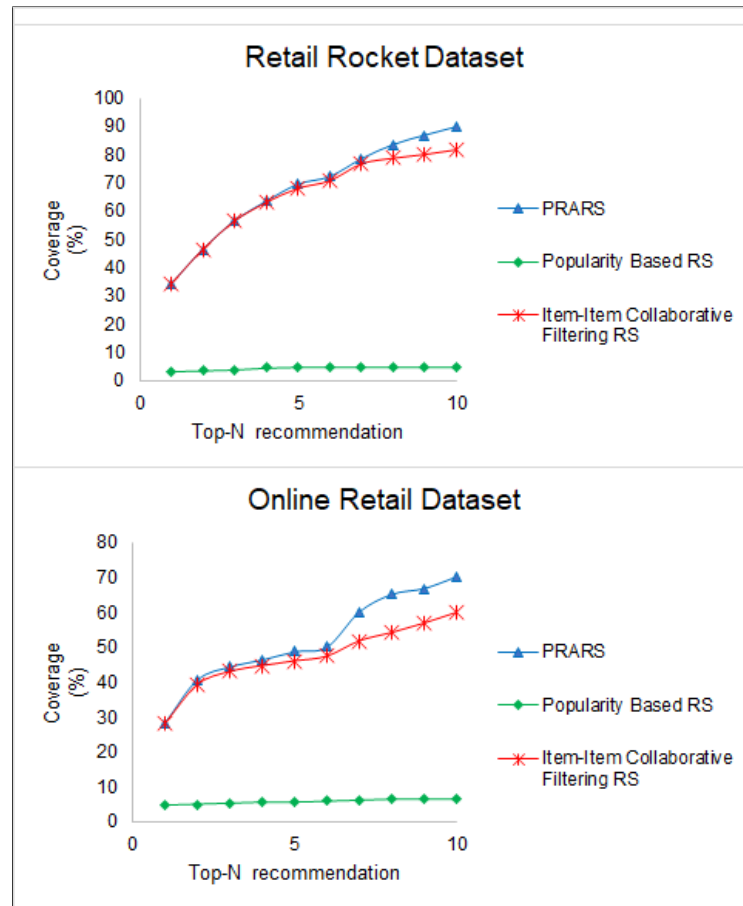 Retail Rocket Dataset
100
90
80
70
60
50
40
30
20
10
0
Coverage
(%)
0
5
10
Top-N recommendation
PRARS
Popularity Based RS
Item-Item Collaborative
Filtering RS
Online Retail Dataset
80
70
60
50
40
30
20
10
0
Coverage
(%)
0
5
10
Top-N recommendation
PRARS
Popularity Based RS
Item-Item Collaborative
Filtering RS